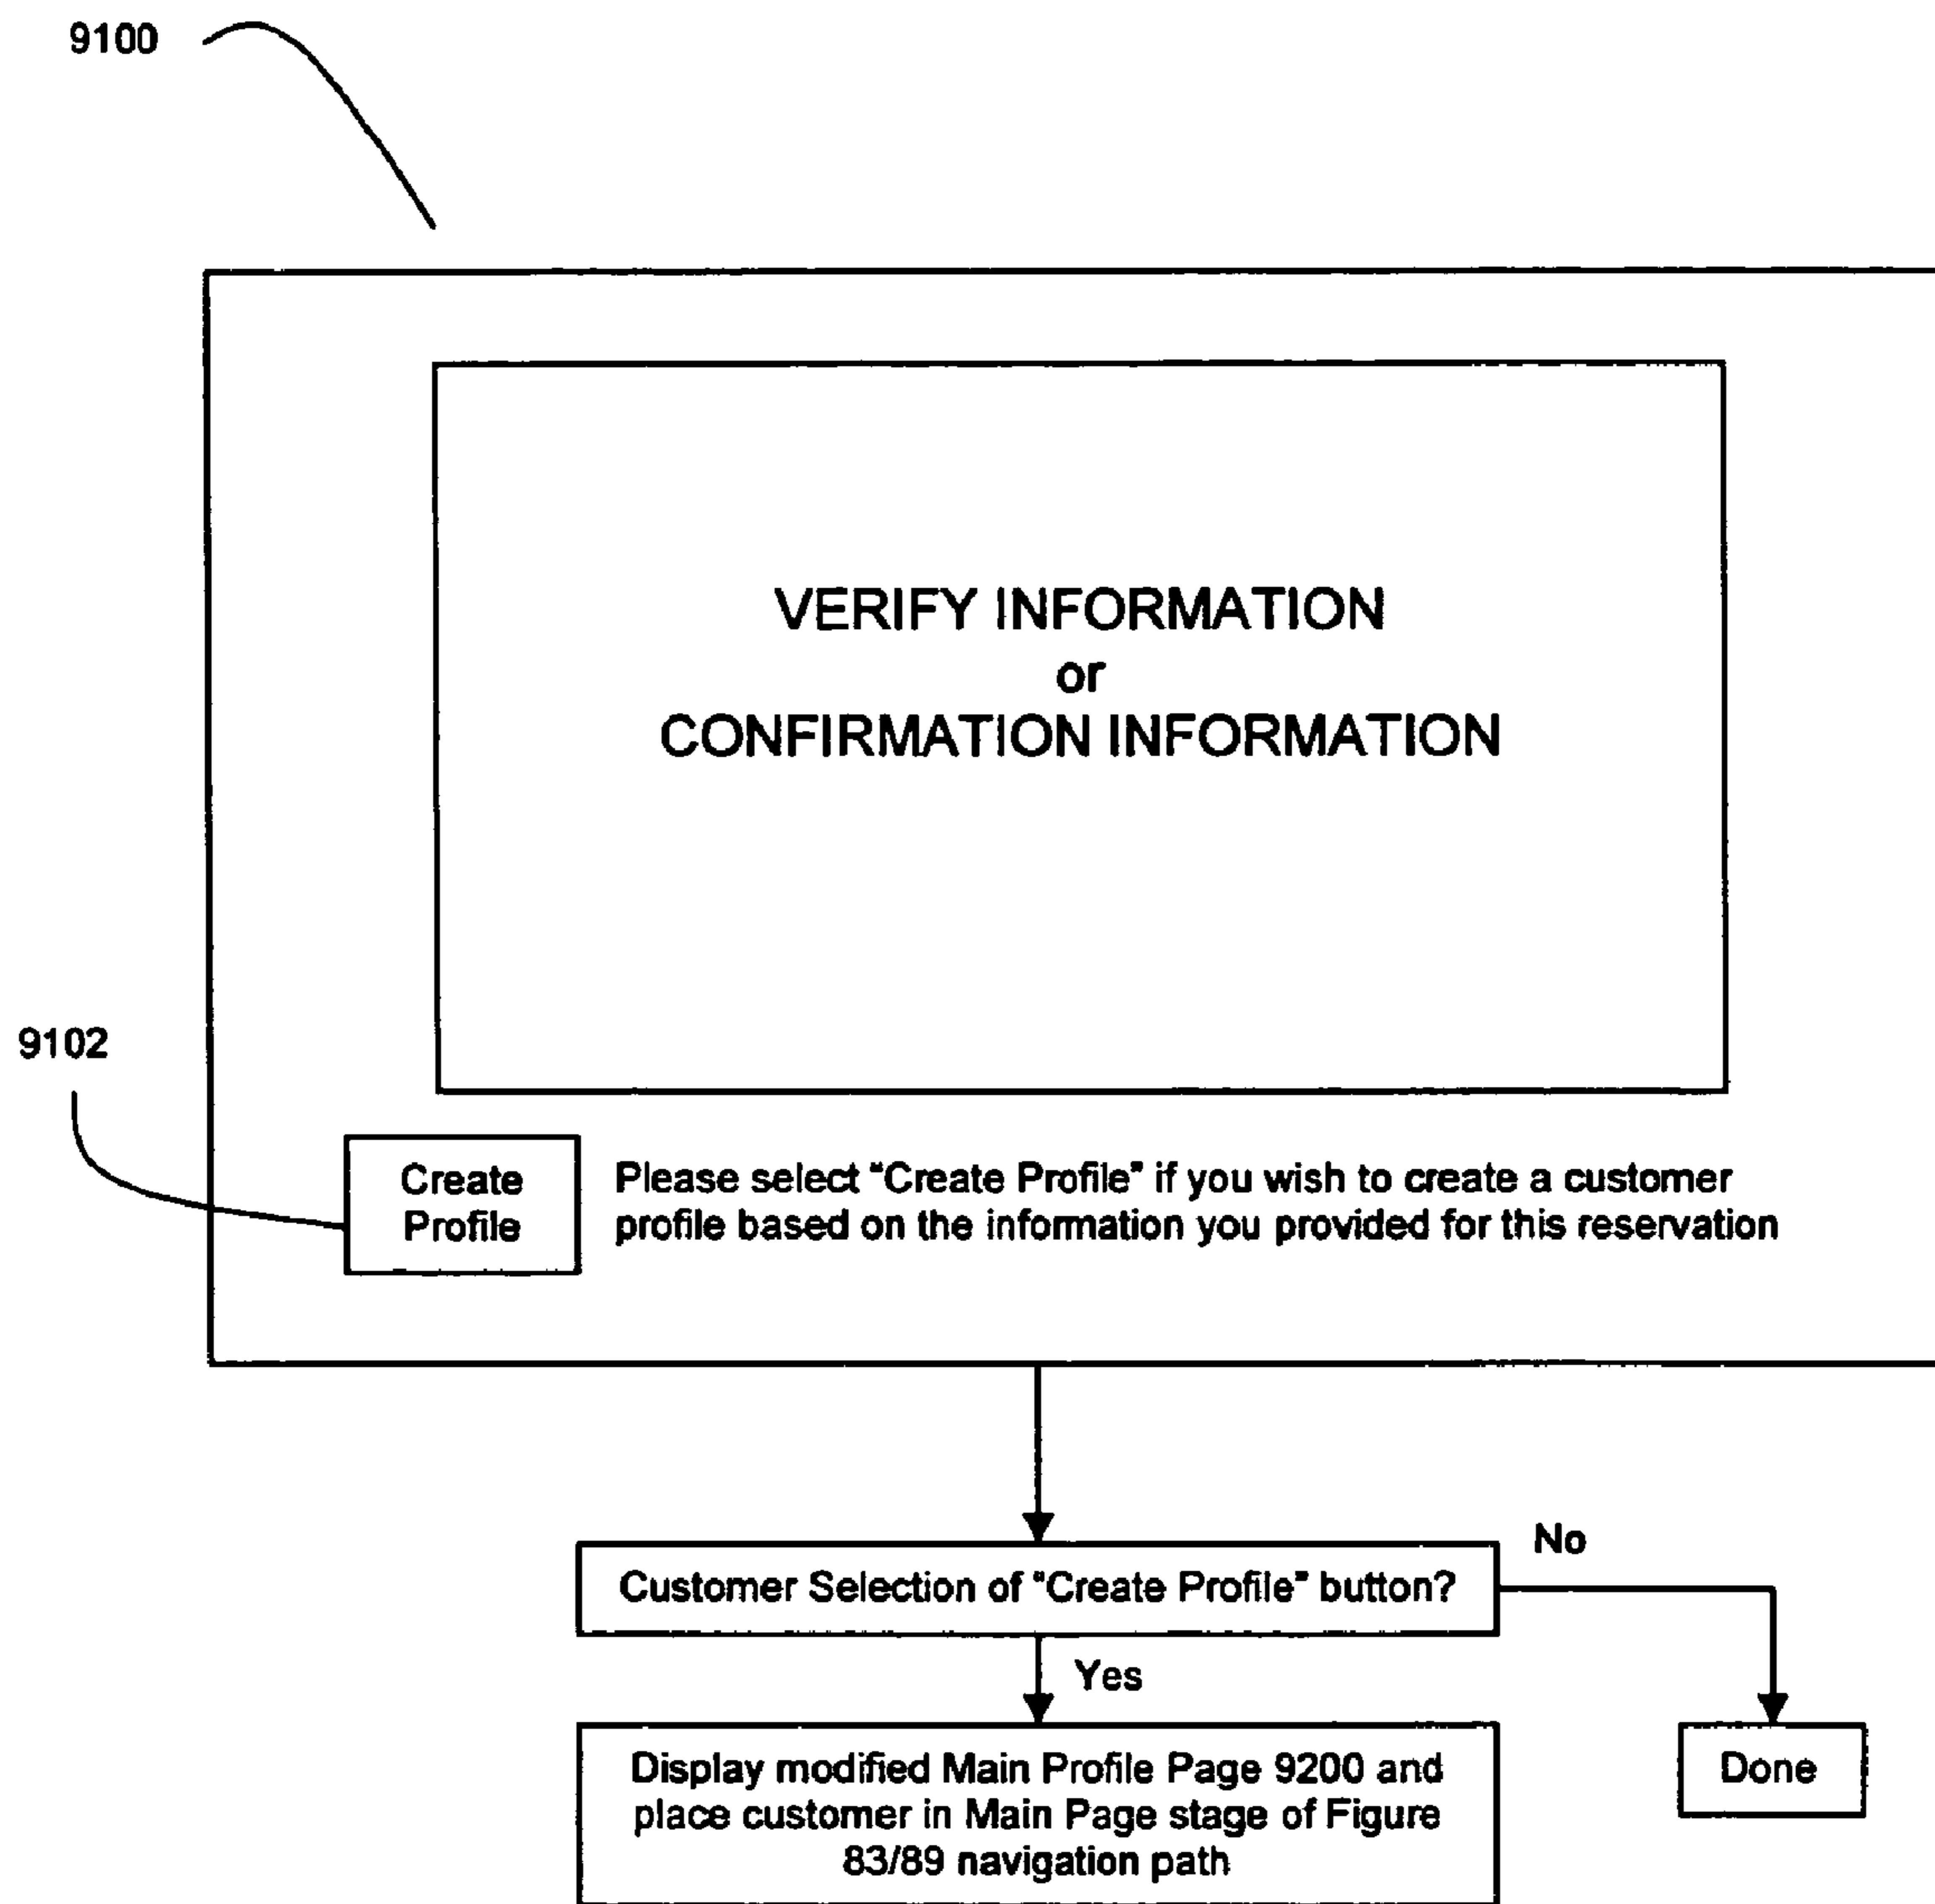 9100
VERIFY INFORMATION
or
CONFIRMATION INFORMATION
9102
Create
Profile
Please select "Create Profile" if you wish to create a customer
profile based on the information you provided for this reservation
Customer Selection of "Create Profile" button?
No
Yes
Display modified Main Profile Page 9200 and
place customer in Main Page stage of Figure
83/89 navigation path
Done